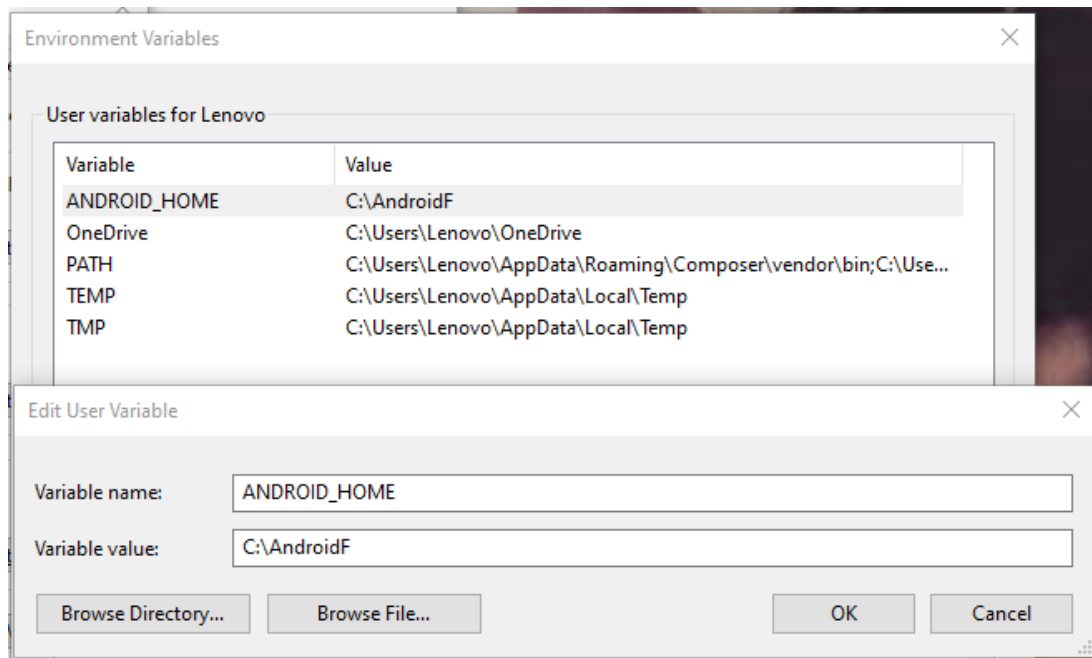 Environment Variables
User variables for Lenovo
Variable Value
ANDROID_HOME C:\AndroidF
OneDrive C:\Users\Lenovo\OneDrive
PATH C:\Users\Lenovo\AppData\Roaming\Composer\vendor\bin;C:\Use...
TEMP C:\Users\Lenovo\AppData\Local\Temp
TMP C:\Users\Lenovo\AppData\Local\Temp
Edit User Variable
Variable name: ANDROID_HOME
Variable value: C:\AndroidF
Browse Directory... Browse File... OK Cancel